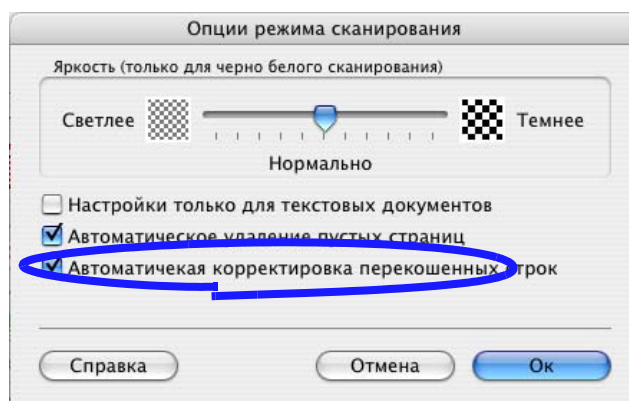 Опции режима сканирования
Яркость (только для черно белого сканирования)
Светлее Темнее
Нормально
Настройки только для текстовых документов
Автоматическое удаление пустых страниц
Автоматичекая корректировка перекошенных строк
Справка Отмена Ок